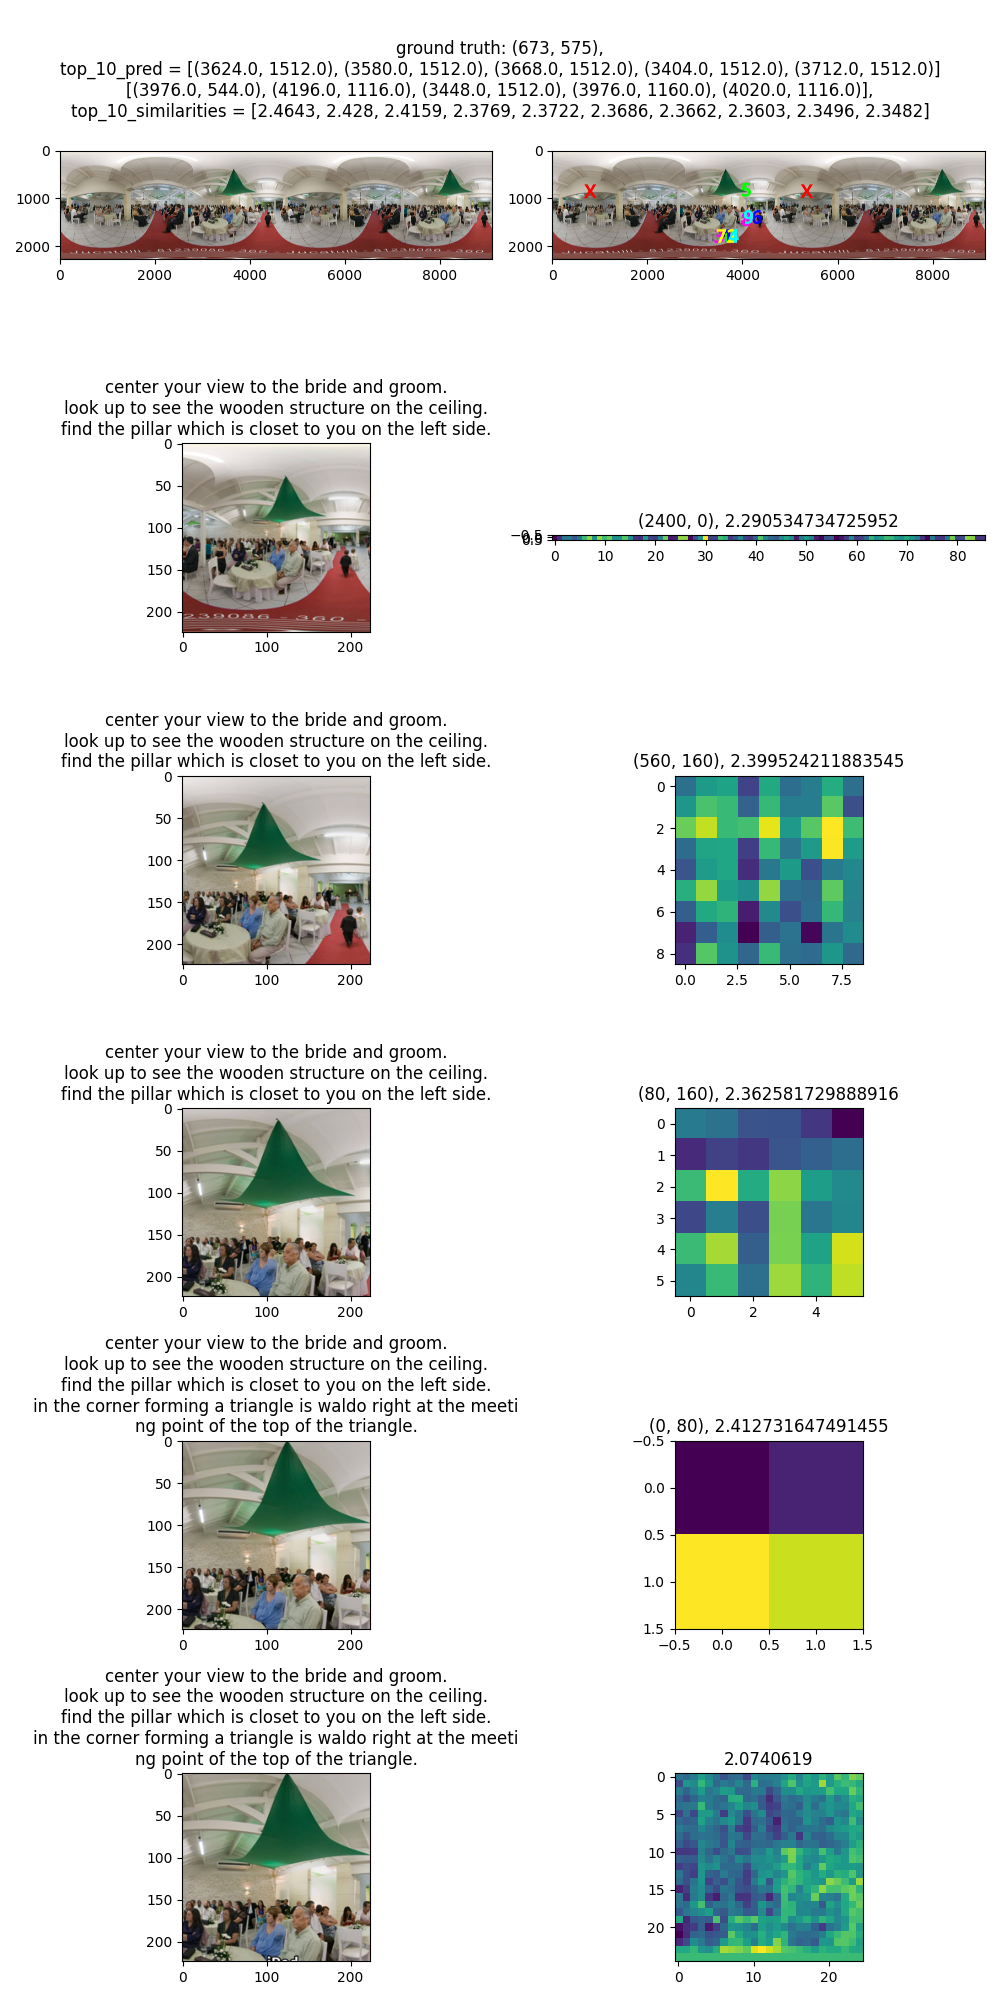 ground truth: (673, 575),
top_10_pred = [(3624.0, 1512.0), (3580.0, 1512.0), (3668.0, 1512.0), (3404.0, 1512.0), (3712.0, 1512.0)]
[(3976.0, 544.0), (4196.0, 1116.0), (3448.0, 1512.0), (3976.0, 1160.0), (4020.0, 1116.0)],
top_10_similarities = [2.4643, 2.428, 2.4159, 2.3769, 2.3722, 2.3686, 2.3662, 2.3603, 2.3496, 2.3482]
0
1000
2000
0 2000 4000 6000 8000
0
1000
2000
X 5 X
96
0 2000 4000 6000 8000
center your view to the bride and groom.
look up to see the wooden structure on the ceiling.
find the pillar which is closet to you on the left side.
0
50
100
150
200
239086 - 360 -
0 100 200
(2400, 0), 2.290534734725952
0 10 20 30 40 50 60 70 80
center your view to the bride and groom.
look up to see the wooden structure on the ceiling.
find the pillar which is closet to you on the left side.
0
50
100
150
200
0 100 200
(560, 160), 2.399524211883545
0
2
4
6
8
0.0 2.5 5.0 7.5
center your view to the bride and groom.
look up to see the wooden structure on the ceiling.
find the pillar which is closet to you on the left side.
0
50
100
150
200
0 100 200
(80, 160), 2.362581729888916
0
1
2
3
4
5
0 2 4
center your view to the bride and groom.
look up to see the wooden structure on the ceiling.
find the pillar which is closet to you on the left side.
in the corner forming a triangle is waldo right at the meeti
ng point of the top of the triangle.
0
50
100
150
200
0 100 200
(0, 80), 2.412731647491455
−0.5
0.0
0.5
1.0
1.5
−0.5 0.0 0.5 1.0 1.5
center your view to the bride and groom.
look up to see the wooden structure on the ceiling.
find the pillar which is closet to you on the left side.
in the corner forming a triangle is waldo right at the meeti
ng point of the top of the triangle.
0
50
100
150
200
0 100 200
2.0740619
0
5
10
15
20
0 10 20